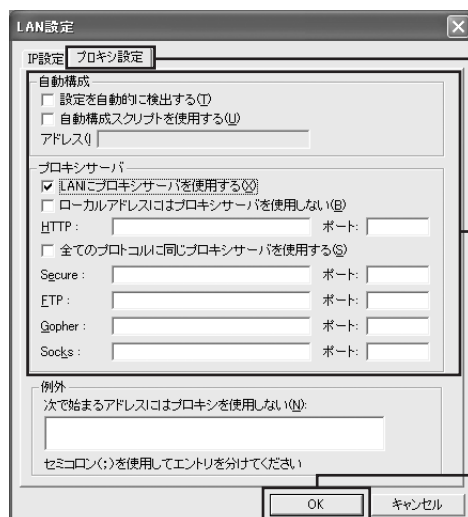 LAN設定
IP設定 プロキシ設定
自動構成
設定を自動的に検出する(T)
自動構成スクリプトを使用する(U)
アドレス(
プロキシサーバ
LANにプロキシサーバを使用する(X)
ローカルアドレスにはプロキシサーバを使用しない(B)
HTTP : ポート:
全てのプロトコルに同じプロキシサーバを使用する(S)
Secure : ポート:
FTP : ポート:
Gopher : ポート:
Socks : ポート:
例外
次で始まるアドレスにはプロキシを使用しない(N):
セミコロン(;)を使用してエントリを分けてください
OK キャンセル